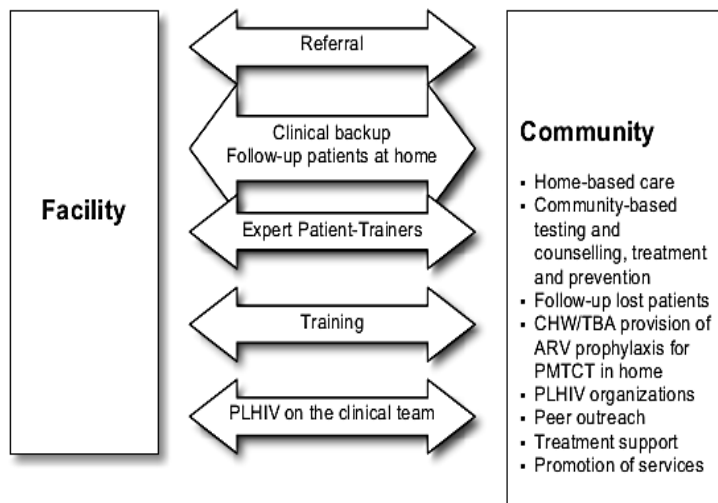 Facility
Referral
Clinical backup
Follow-up patients at home
Expert Patient-Trainers
Training
PLHIV on the clinical team
Community
▪ Home-based care
▪ Community-based
testing and
counselling, treatment
and prevention
▪ Follow-up lost patients
▪ CHW/TBA provision of
ARV prophylaxis for
PMTCT in home
▪ PLHIV organizations
▪ Peer outreach
▪ Treatment support
▪ Promotion of services